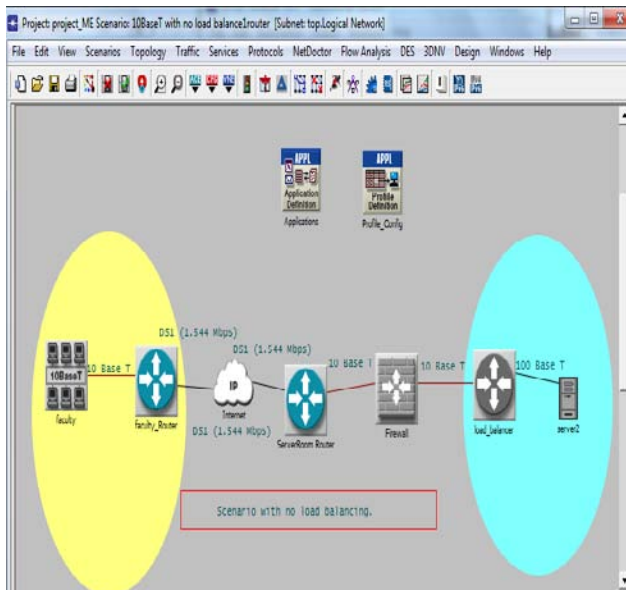 Project: project_ME Scenario: 10BaseT with no load balance1router [Subnet: top.Logical Network]
File Edit View Scenarios Topology Traffic Services Protocols NetDoctor Flow Analysis DES 3DNV Design Windows Help
APPL
Application
Definition
Applications
APPL
Profile
Definition
Profile_Config
DS1 (1.544 Mbps)
DS1 (1.544 Mbps)
10 Base T
10BaseT
faculty
faculty_Router
IP
Internet
DS1 (1.544 Mbps)
ServerRoom Router
10 Base T
Firewall
10 Base T
load_balancer
100 Base T
server2
Scenario with no load balancing.